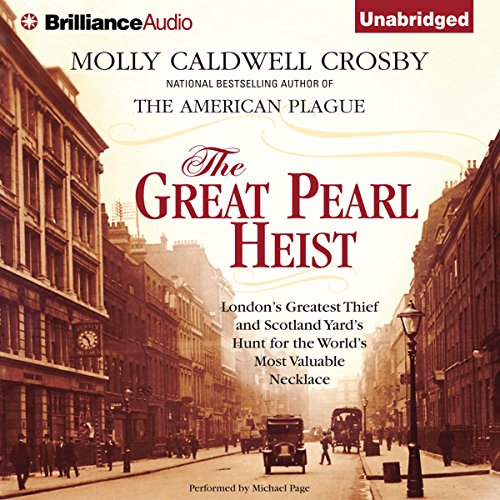 BrillianceAudio
Unabridged
MOLLY CALDWELL CROSBY
NATIONAL BESTSELLING AUTHOR OF
THE AMERICAN PLAGUE
The
GREAT PEARL
HEIST
London's Greatest Thief
and Scotland Yard's
Hunt for the World's
Most Valuable
Necklace
Performed by Michael Page